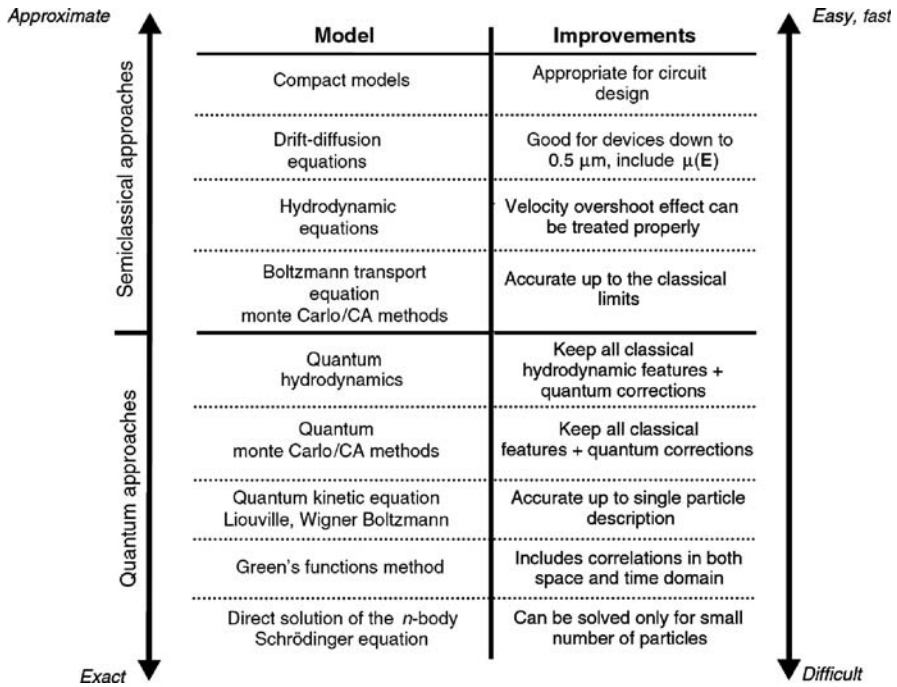 Approximate
Easy, fast
Model
Improvements
Semiclassical approaches
Compact models
Appropriate for circuit
design
Drift-diffusion
equations
Good for devices down to
0.5 μm, include μ(E)
Hydrodynamic
equations
Velocity overshoot effect can
be treated properly
Boltzmann transport
equation
monte Carlo/CA methods
Accurate up to the classical
limits
Quantum approaches
Quantum
hydrodynamics
Keep all classical
hydrodynamic features +
quantum corrections
Quantum
monte Carlo/CA methods
Keep all classical
features + quantum corrections
Quantum kinetic equation
Liouville, Wigner Boltzmann
Accurate up to single particle
description
Green's functions method
Includes correlations in both
space and time domain
Direct solution of the n-body
Schrödinger equation
Can be solved only for small
number of particles
Exact
Difficult